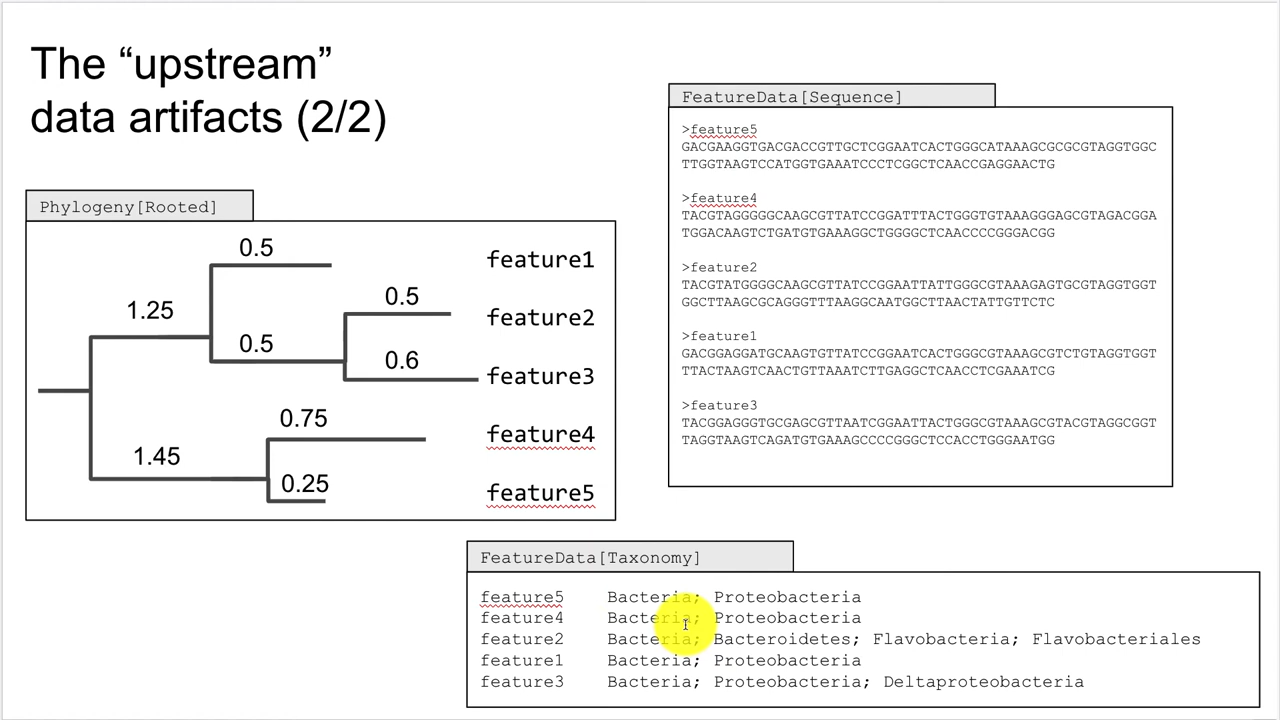 The “upstream”
data artifacts (2/2)
Phylogeny[Rooted]
0.5
feature1
1.25
0.5
feature2
0.5
0.6
feature3
0.75
feature4
1.45
0.25
feature5
FeatureData[Sequence]
>feature5
GACGAAGGTGACGACCGTTGCTCGGAATCACTGGGCATAAAGCGCGCGTAGGTGGC
TTGGTAAGTCCATGGTGAAATCCCTCGGCTCAACCGAGGAACTG
>feature4
TACGTAGGGGGCAAGCGTTATCCGGATTTACTGGGTGTAAAGGGAGCGTAGACGGA
TGGACAAGTCTGATGTGAAAGGCTGGGGCTCAACCCCGGGACGG
>feature2
TACGTATGGGGCAAGCGTTATCCGGAATTATTGGGCGTAAAGAGTGCGTAGGTGGT
GGCTTAAGCGCAGGGTTTAAGGCAATGGCTTAACTATTGTTCTC
>feature1
GACGGAGGATGCAAGTGTTATCCGGAATCACTGGGCGTAAAGCGTCTGTAGGTGGT
TTACTAAGTCAACTGTTAAATCTTGAGGCTCAACCTCGAAATCG
>feature3
TACGGAGGGTGCGAGCGTTAATCGGAATTACTGGGCGTAAAGCGTACGTAGGCGGT
TAGGTAAGTCAGATGTGAAAGCCCCGGGCTCCACCTGGGAATGG
FeatureData[Taxonomy]
feature5 Bacteria; Proteobacteria
feature4 Bacteria; Proteobacteria
feature2 Bacteria; Bacteroidetes; Flavobacteria; Flavobacteriales
feature1 Bacteria; Proteobacteria
feature3 Bacteria; Proteobacteria; Deltaproteobacteria